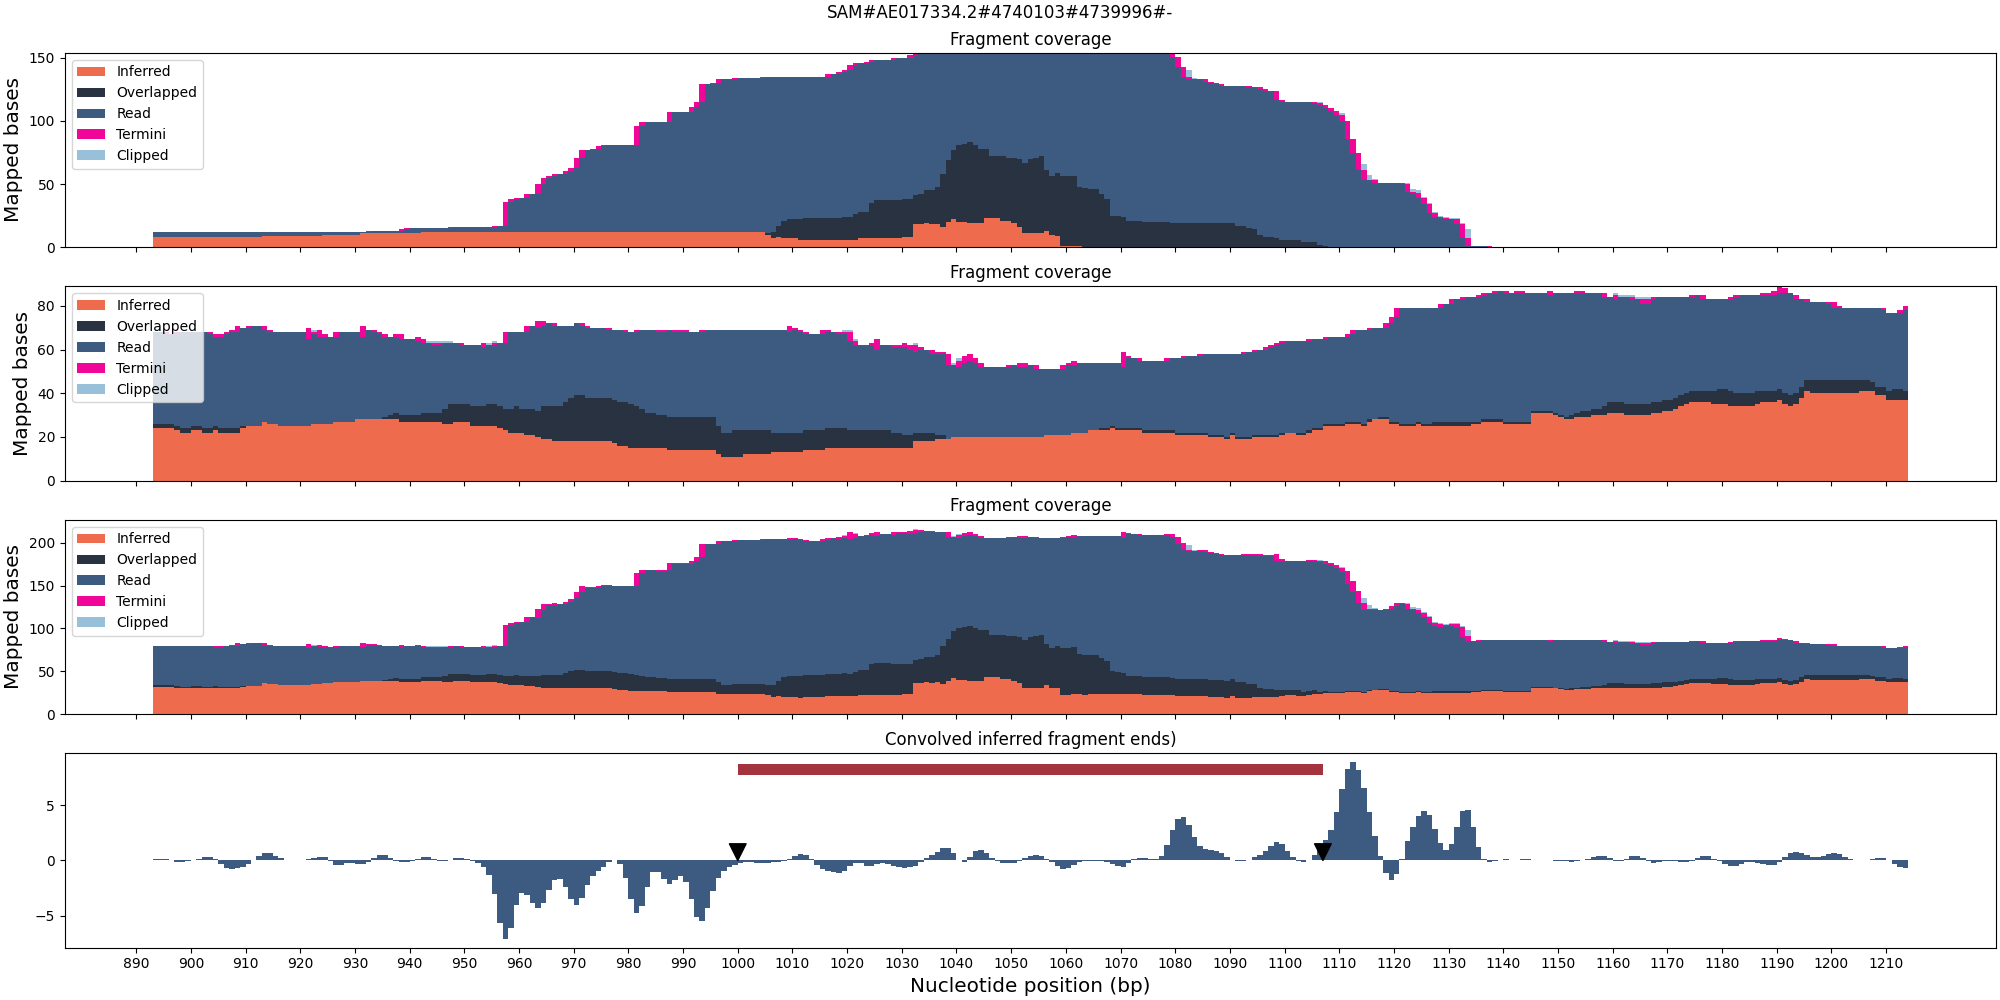 SAM#AE017334.2#4740103#4739996#-
Fragment coverage
Mapped bases
150
100
50
0
Inferred
Overlapped
Read
Termini
Clipped
Fragment coverage
Mapped bases
80
60
40
20
0
Inferred
Overlapped
Read
Termini
Clipped
Fragment coverage
Mapped bases
200
150
100
50
0
Inferred
Overlapped
Read
Termini
Clipped
Convolved inferred fragment ends)
5
0
−5
890 900 910 920 930 940 950 960 970 980 990 1000 1010 1020 1030 1040 1050 1060 1070 1080 1090 1100 1110 1120 1130 1140 1150 1160 1170 1180 1190 1200 1210
Nucleotide position (bp)